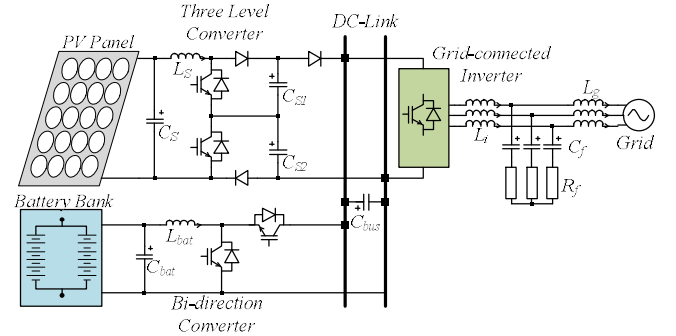 Three Level
Converter
DC-Link
PV Panel
Grid-connected
Inverter
L_S
C_S1
C_S
C_S2
L_g
L_i
C_f
Grid
R_f
Battery Bank
L_bat
C_bus
C_bat
Bi-direction
Converter